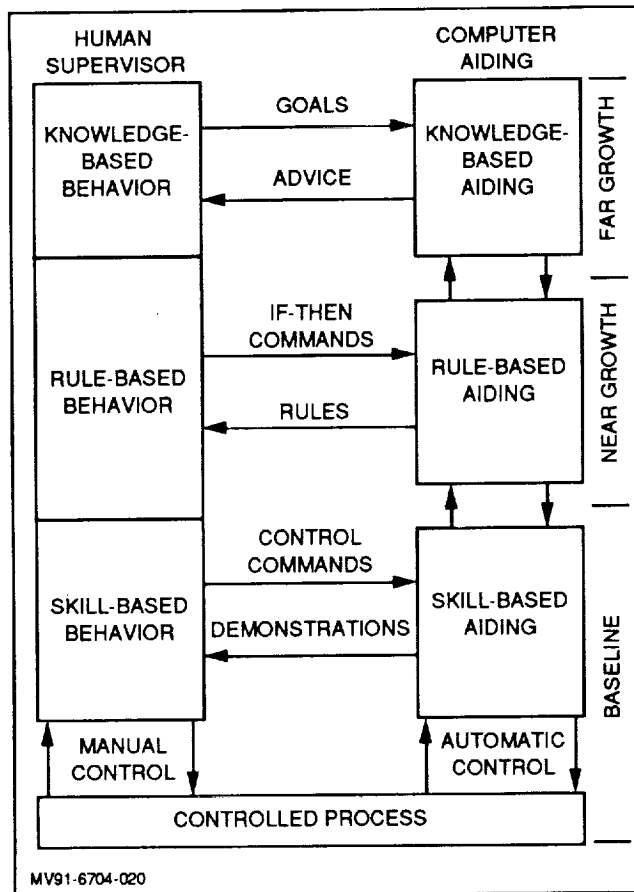 HUMAN
SUPERVISOR
COMPUTER
AIDING
KNOWLEDGE-
BASED
BEHAVIOR
GOALS
ADVICE
KNOWLEDGE-
BASED
AIDING
FAR GROWTH
RULE-BASED
BEHAVIOR
IF-THEN
COMMANDS
RULES
RULE-BASED
AIDING
NEAR GROWTH
SKILL-BASED
BEHAVIOR
CONTROL
COMMANDS
DEMONSTRATIONS
SKILL-BASED
AIDING
BASELINE
MANUAL
CONTROL
AUTOMATIC
CONTROL
CONTROLLED PROCESS
MV91-6704-020